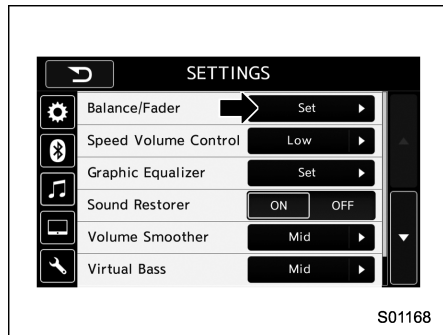 SETTINGS
Balance/Fader Set
Speed Volume Control Low
Graphic Equalizer Set
Sound Restorer ON OFF
Volume Smoother Mid
Virtual Bass Mid
S01168